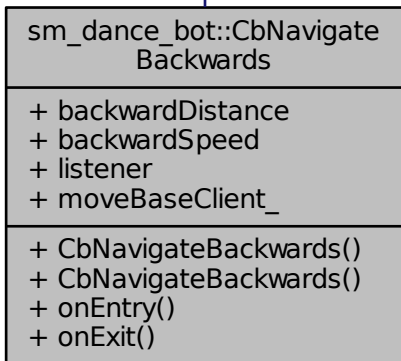 sm_dance_bot::CbNavigate
Backwards
+ backwardDistance
+ backwardSpeed
+ listener
+ moveBaseClient_
+ CbNavigateBackwards()
+ CbNavigateBackwards()
+ onEntry()
+ onExit()